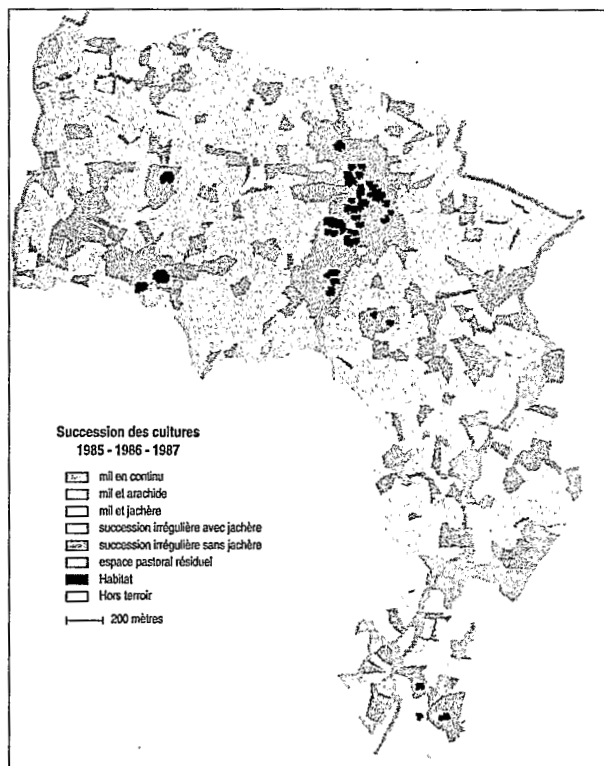 Succession des cultures
1985 - 1986 - 1987
mil en continu
mil et arachide
mil et jachère
succession irrégulière avec jachère
succession irrégulière sans jachère
espace pastoral résiduel
Habitat
Hors terroir
200 mètres